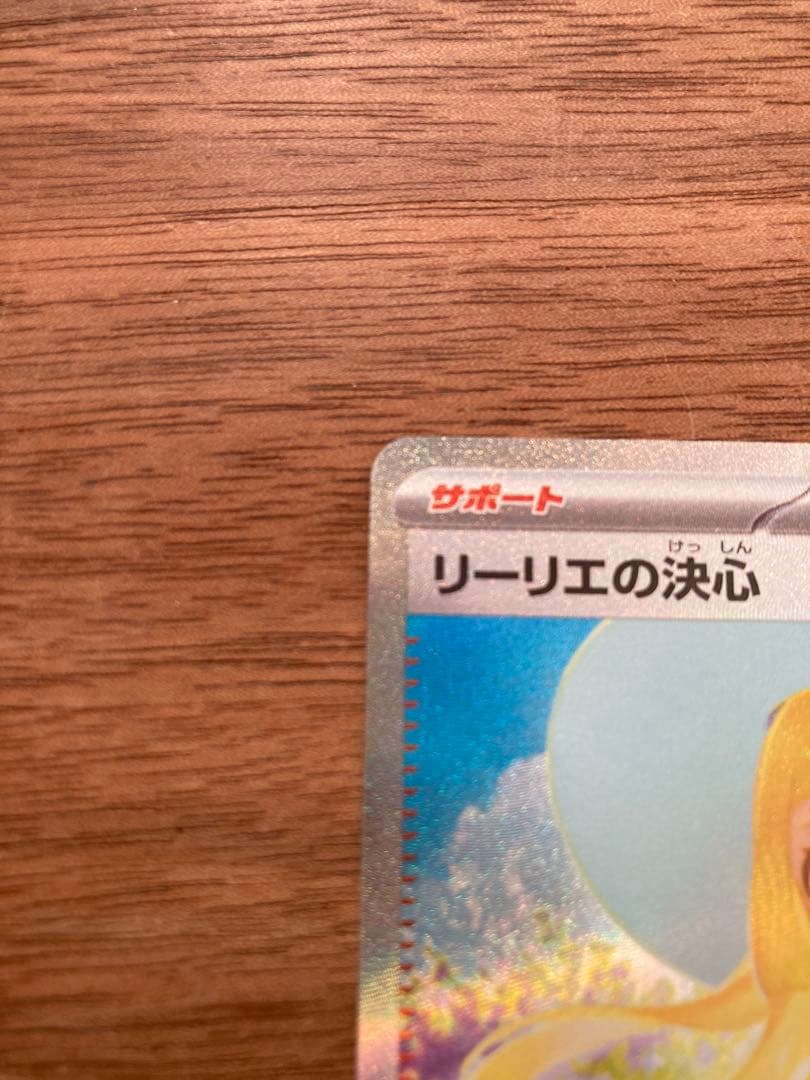 サポート
けっ しん
リーリエの決心